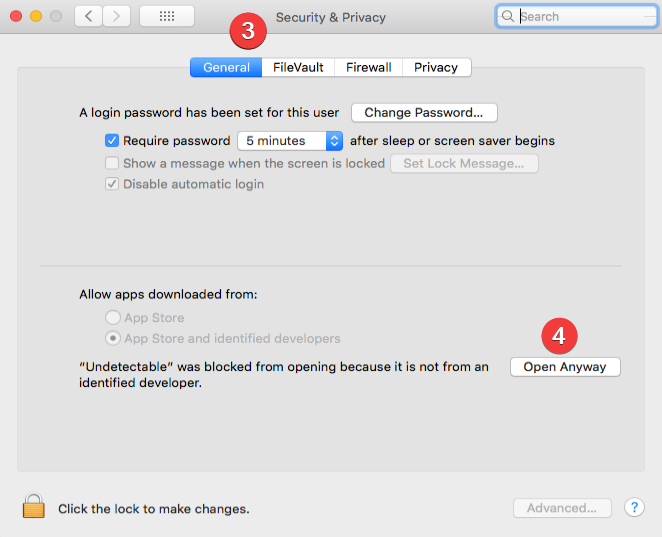 Security & Privacy
Search
3
General
FileVault
Firewall
Privacy
A login password has been set for this user
Change Password...
Require password
5 minutes
after sleep or screen saver begins
Show a message when the screen is locked
Set Lock Message...
Disable automatic login
Allow apps downloaded from:
App Store
App Store and identified developers
4
“Undetectable” was blocked from opening because it is not from an
identified developer.
Open Anyway
Click the lock to make changes.
Advanced...
?